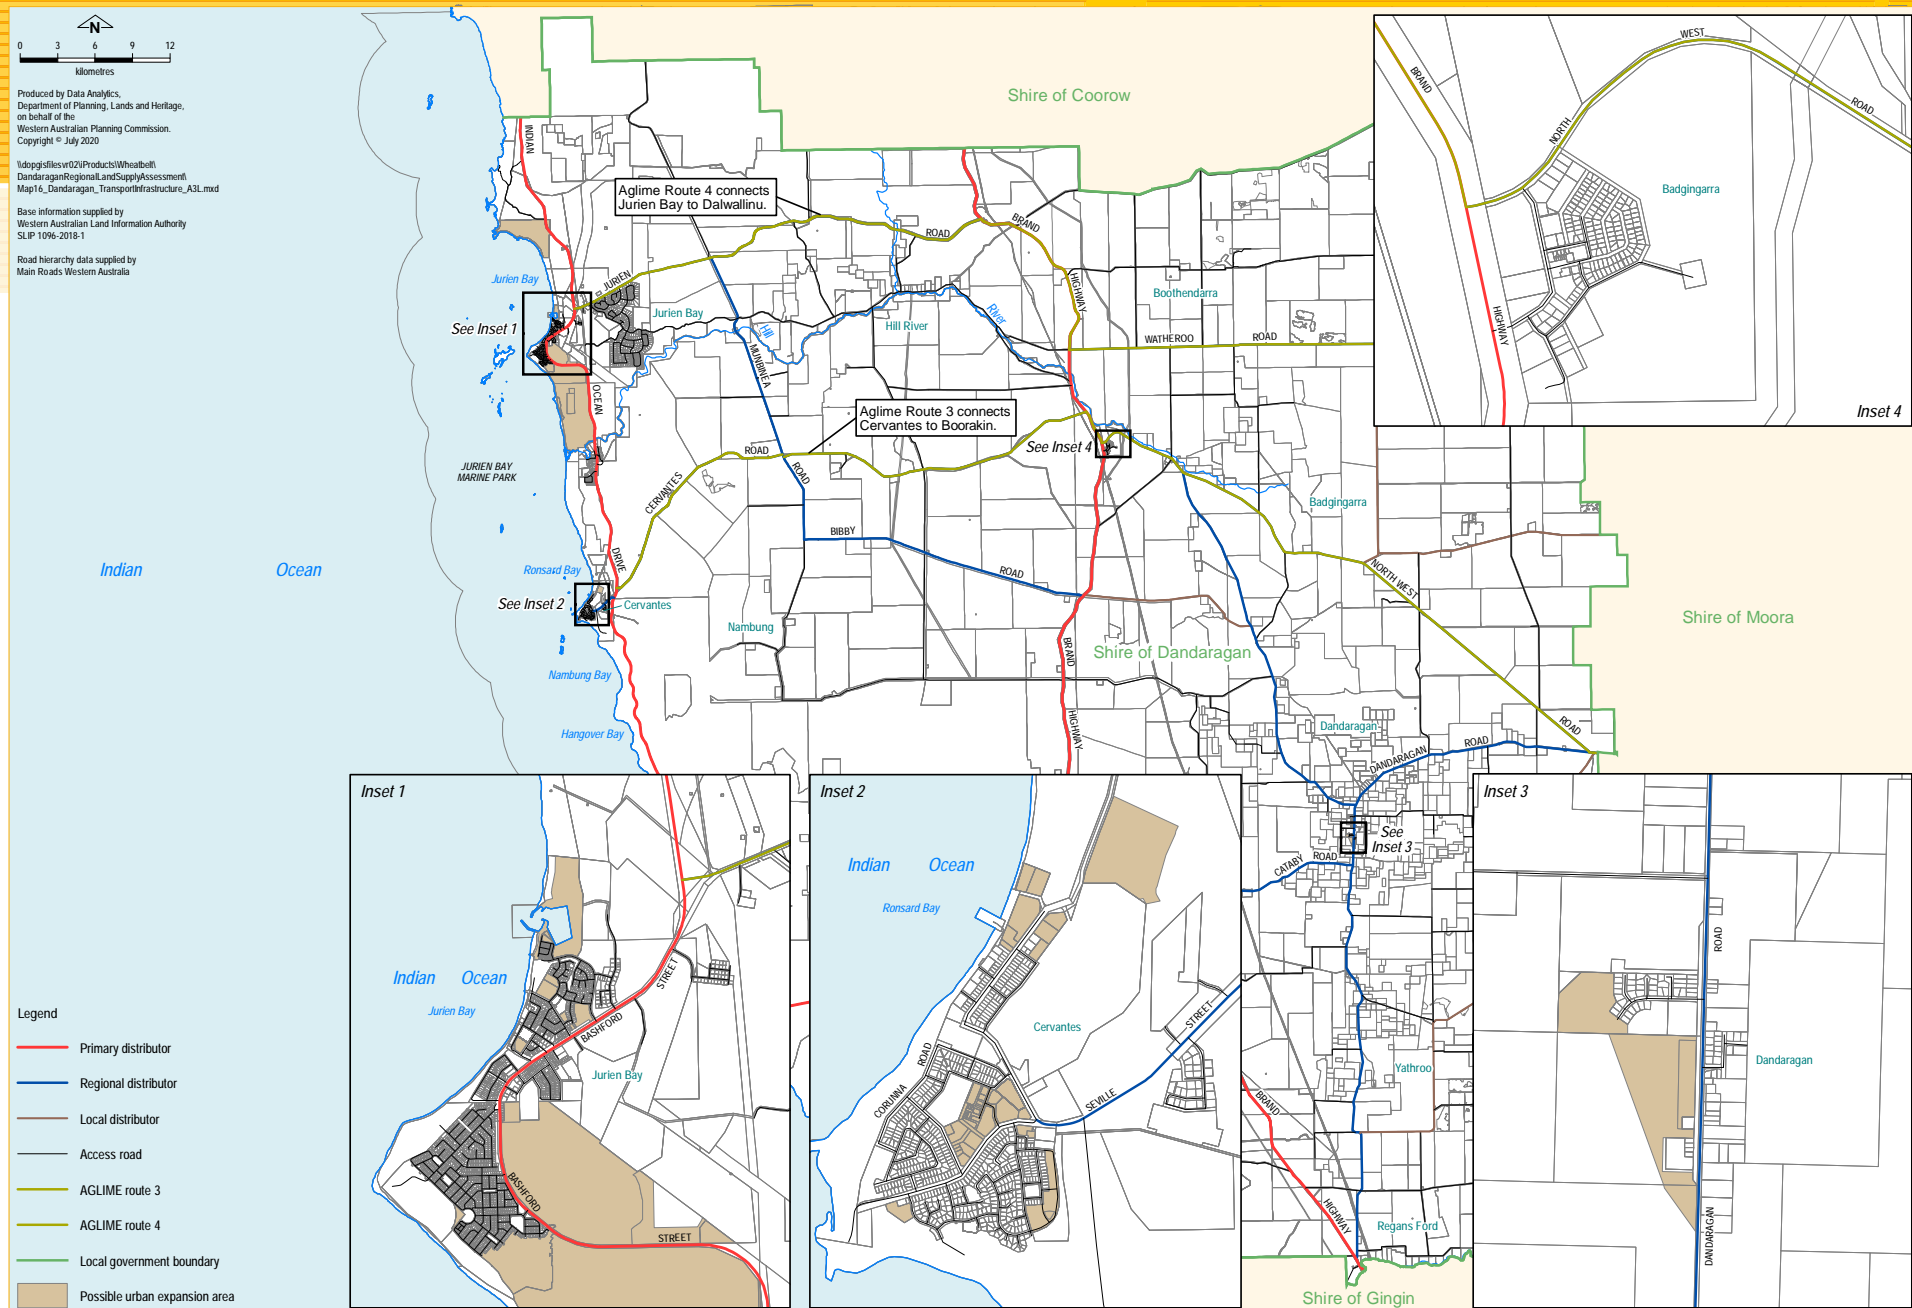 N
0 3 6 9 12
kilometres
Produced by Data Analytics,
Department of Planning, Lands and Heritage,
on behalf of the
Western Australian Planning Commission.
Copyright © July 2020
\\dopgisfilesvr02\iProducts\Wheatbelt\
DandaraganRegionalLandSupplyAssessment\
Map16_Dandaragan_TransportInfrastructure_A3L.mxd
Base information supplied by
Western Australian Land Information Authority
SLIP 1096-2018-1
Road hierarchy data supplied by
Main Roads Western Australia
Shire of Coorow
INDIAN
Aglime Route 4 connects
Jurien Bay to Dalwallinu.
ROAD
BRAND
HIGHWAY
JURIEN
Jurien Bay
See Inset 1
Jurien Bay
Hill
River
Hill River
Boothendarra
WATHEROO
ROAD
MUNBINEA
OCEAN
Aglime Route 3 connects
Cervantes to Boorakin.
See Inset 4
ROAD
ROAD
CERVANTES
JURIEN BAY
MARINE PARK
Badgingarra
BIBBY
ROAD
DRIVE
Indian Ocean
Ronsard Bay
See Inset 2
Cervantes
NORTH WEST
Nambung
BRAND
Shire of Dandaragan
Shire of Moora
Nambung Bay
HIGHWAY
Hangover Bay
Dandaragan
ROAD
DANDARAGAN
ROAD
See
Inset 3
CATABY
ROAD
Yathroo
BRAND
HIGHWAY
Regans Ford
Shire of Gingin
WEST
BRAND
ROAD
NORTH
Badgingarra
HIGHWAY
Inset 4
Inset 1
Indian Ocean
Jurien Bay
STREET
BASHFORD
Jurien Bay
BASHFORD
STREET
Inset 2
Indian Ocean
Ronsard Bay
Cervantes
STREET
ROAD
CORUNNA
SEVILLE
Inset 3
ROAD
Dandaragan
DANDARAGAN
Legend
Primary distributor
Regional distributor
Local distributor
Access road
AGLIME route 3
AGLIME route 4
Local government boundary
Possible urban expansion area